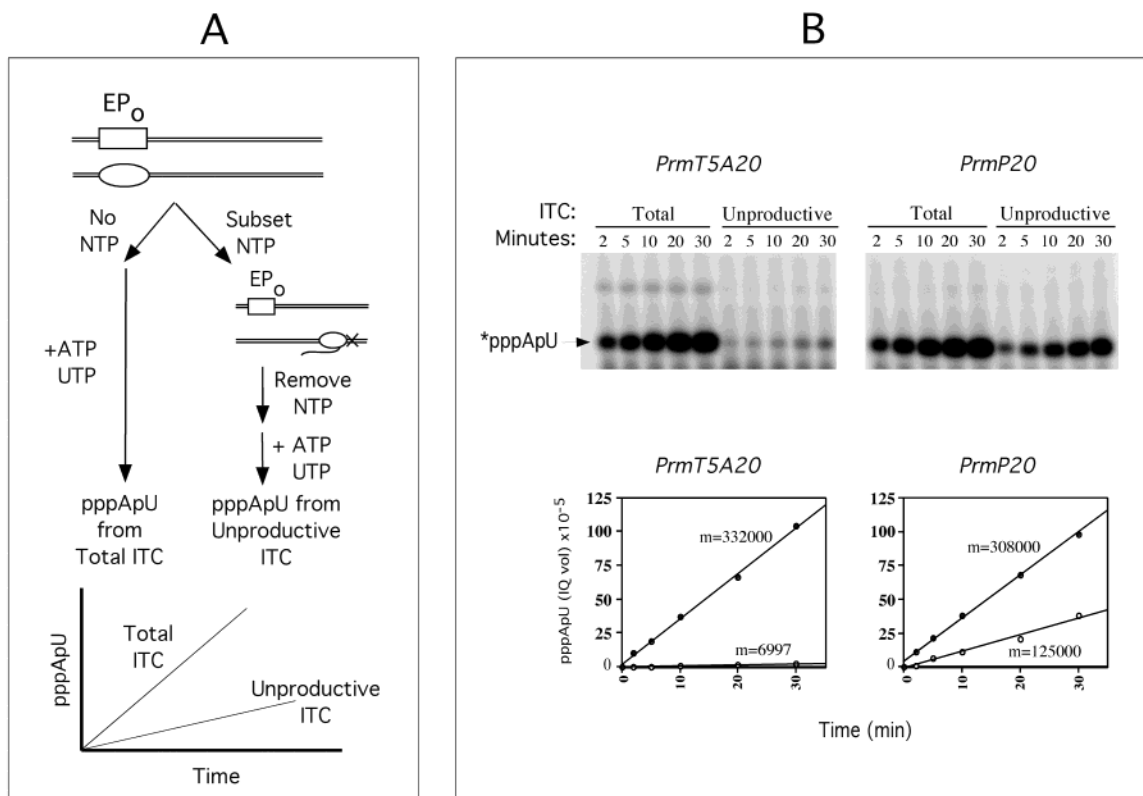 A
EPO
No
NTP
Subset
NTP
EPO
+ATP
UTP
Remove
NTP
+ ATP
UTP
pppApU
from
Total ITC
pppApU from
Unproductive
ITC
pppApU
Total
ITC
Unproductive
ITC
Time
B
PrmT5A20
PrmP20
ITC: Total Unproductive Total Unproductive
Minutes: 2 5 10 20 30 2 5 10 20 30 2 5 10 20 30 2 5 10 20 30
*pppApU
PrmT5A20
PrmP20
pppApU (IQ vol) x10-5
125
100
75
50
25
0
m=332000
m=6997
0 10 20 30
125
100
75
50
25
0
m=308000
m=125000
0 10 20 30
Time (min)